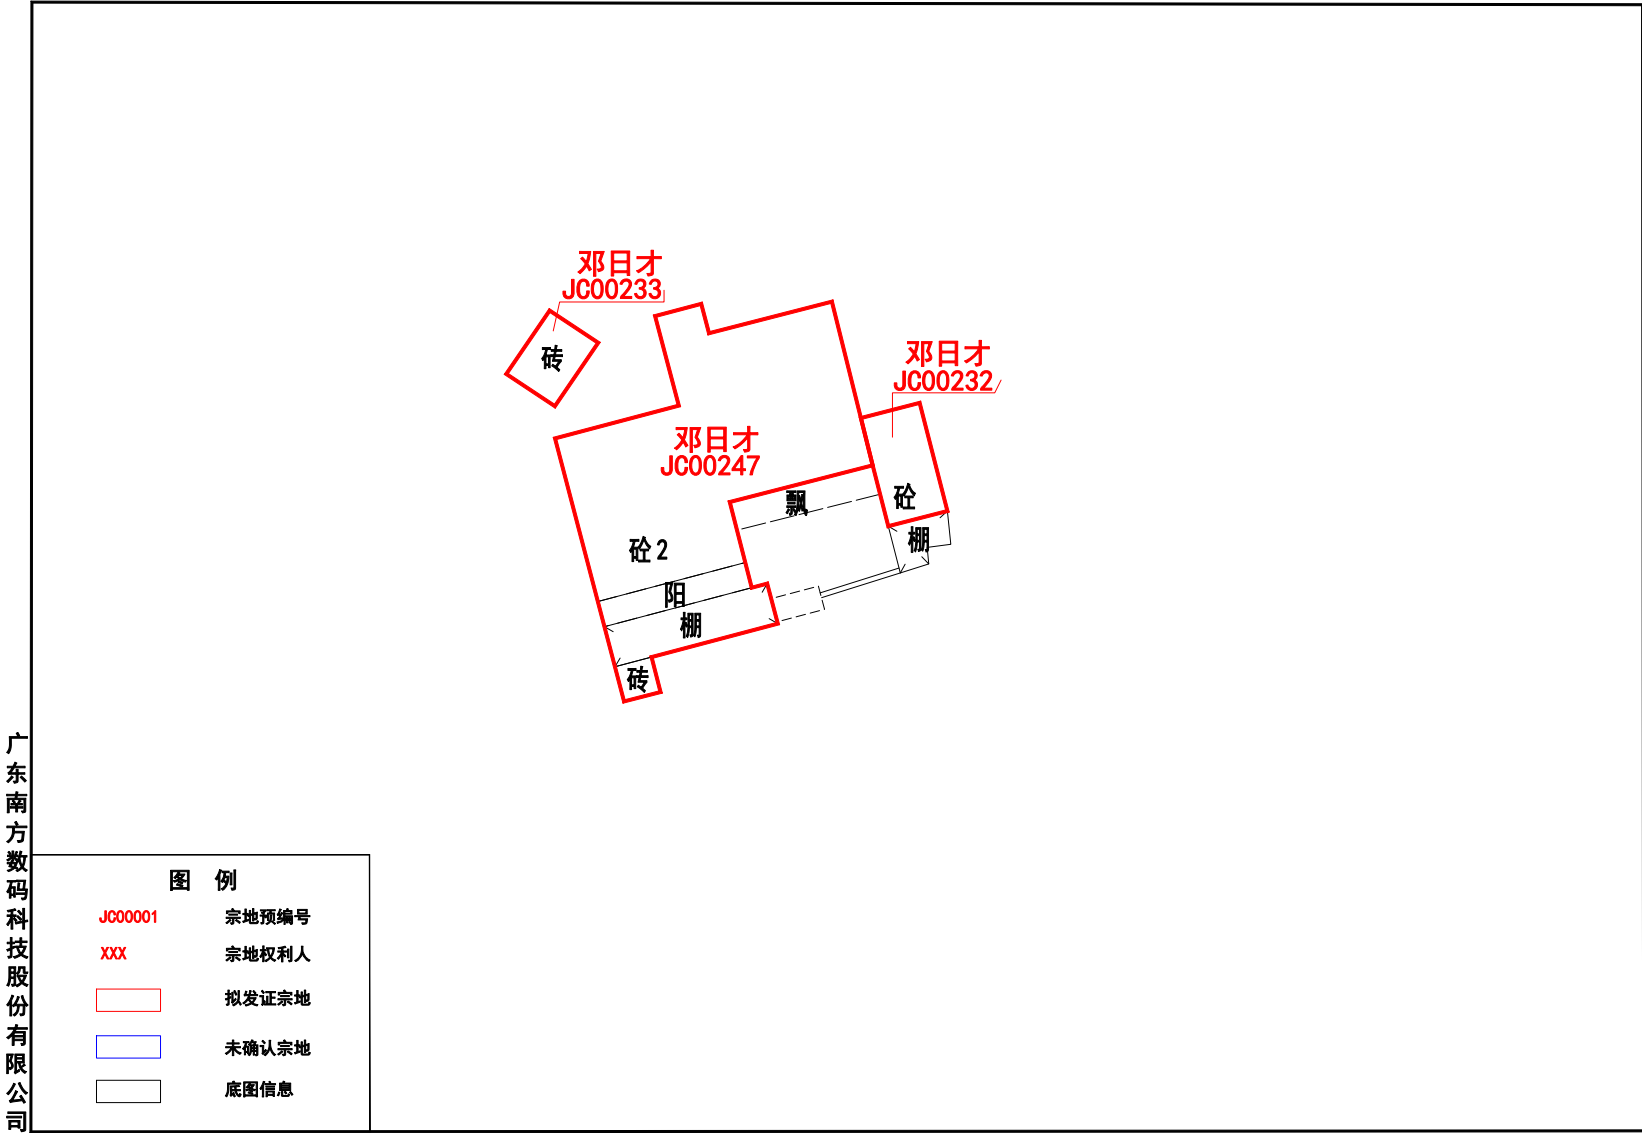 邓日才
JC00233
砖
邓日才
JC00232
邓日才
JC00247
飘
砼
棚
砼2
阳
棚
砖
广东南方数码科技股份有限公司
图 例
JC00001 宗地预编号
XXX 宗地权利人
拟发证宗地
未确认宗地
底图信息